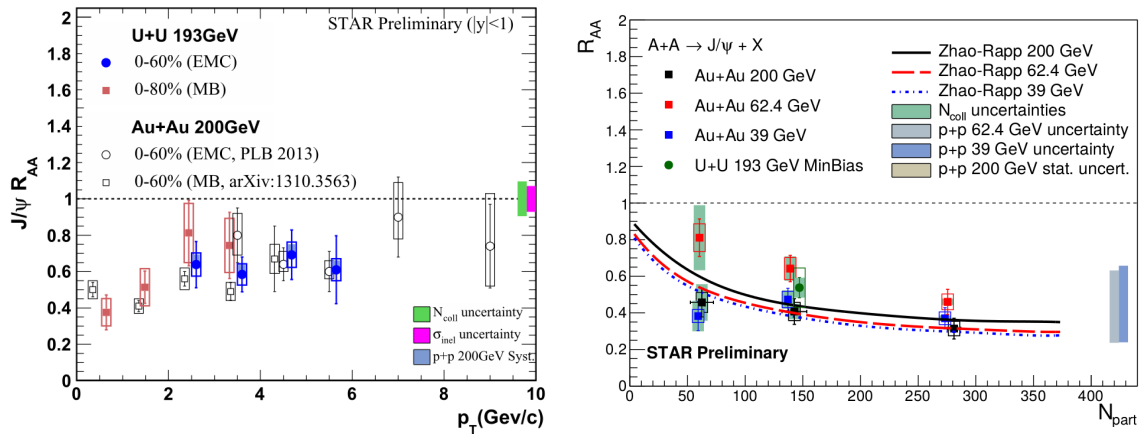 STAR Preliminary (|y|<1)
U+U 193GeV
0-60% (EMC)
0-80% (MB)
Au+Au 200GeV
0-60% (EMC, PLB 2013)
0-60% (MB, arXiv:1310.3563)
N_coll uncertainty
σ_inel uncertainty
p+p 200GeV Syst.
J/ψ R_AA
2
1.8
1.6
1.4
1.2
1
0.8
0.6
0.4
0.2
0
0 2 4 6 8 10
p_T(Gev/c)
R_AA
A+A → J/ψ + X
Au+Au 200 GeV
Au+Au 62.4 GeV
Au+Au 39 GeV
U+U 193 GeV MinBias
Zhao-Rapp 200 GeV
Zhao-Rapp 62.4 GeV
Zhao-Rapp 39 GeV
N_coll uncertainties
p+p 62.4 GeV uncertainty
p+p 39 GeV uncertainty
p+p 200 GeV stat. uncert.
STAR Preliminary
2
1.8
1.6
1.4
1.2
1
0.8
0.6
0.4
0.2
0
0 50 100 150 200 250 300 350 400
N_part